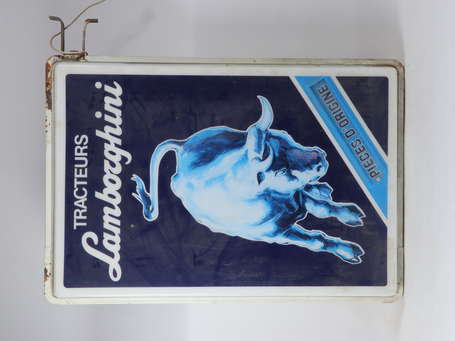 TRACTEURS
Lamborghini
PIECES D'ORIGINE